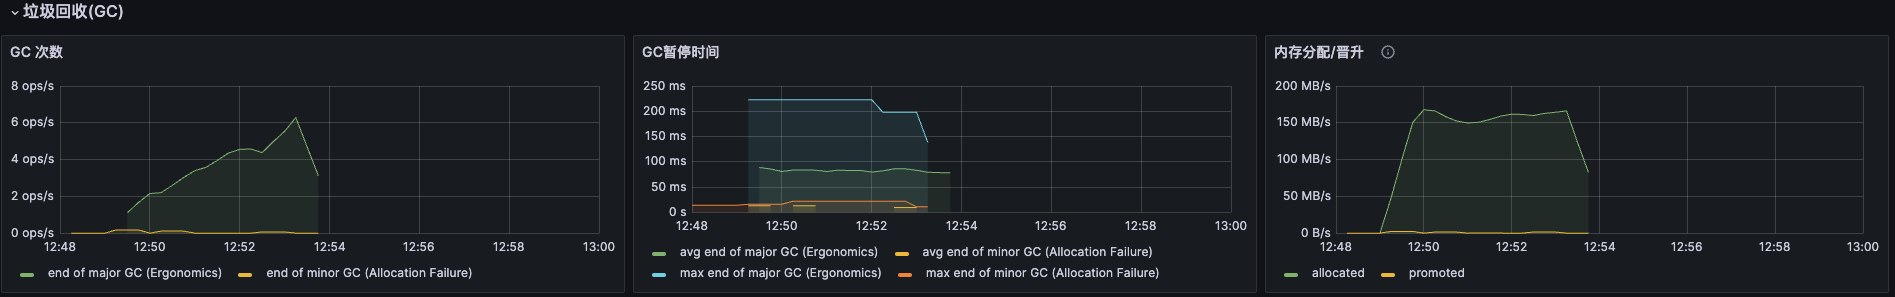 垃圾回收(GC)
GC 次数
8 ops/s
6 ops/s
4 ops/s
2 ops/s
0 ops/s
12:48 12:50 12:52 12:54 12:56 12:58 13:00
end of major GC (Ergonomics) end of minor GC (Allocation Failure)
GC暂停时间
250 ms
200 ms
150 ms
100 ms
50 ms
0 s
12:48 12:50 12:52 12:54 12:56 12:58 13:00
avg end of major GC (Ergonomics) avg end of minor GC (Allocation Failure)
max end of major GC (Ergonomics) max end of minor GC (Allocation Failure)
内存分配/晋升
200 MB/s
150 MB/s
100 MB/s
50 MB/s
0 B/s
12:48 12:50 12:52 12:54 12:56 12:58 13:00
allocated promoted